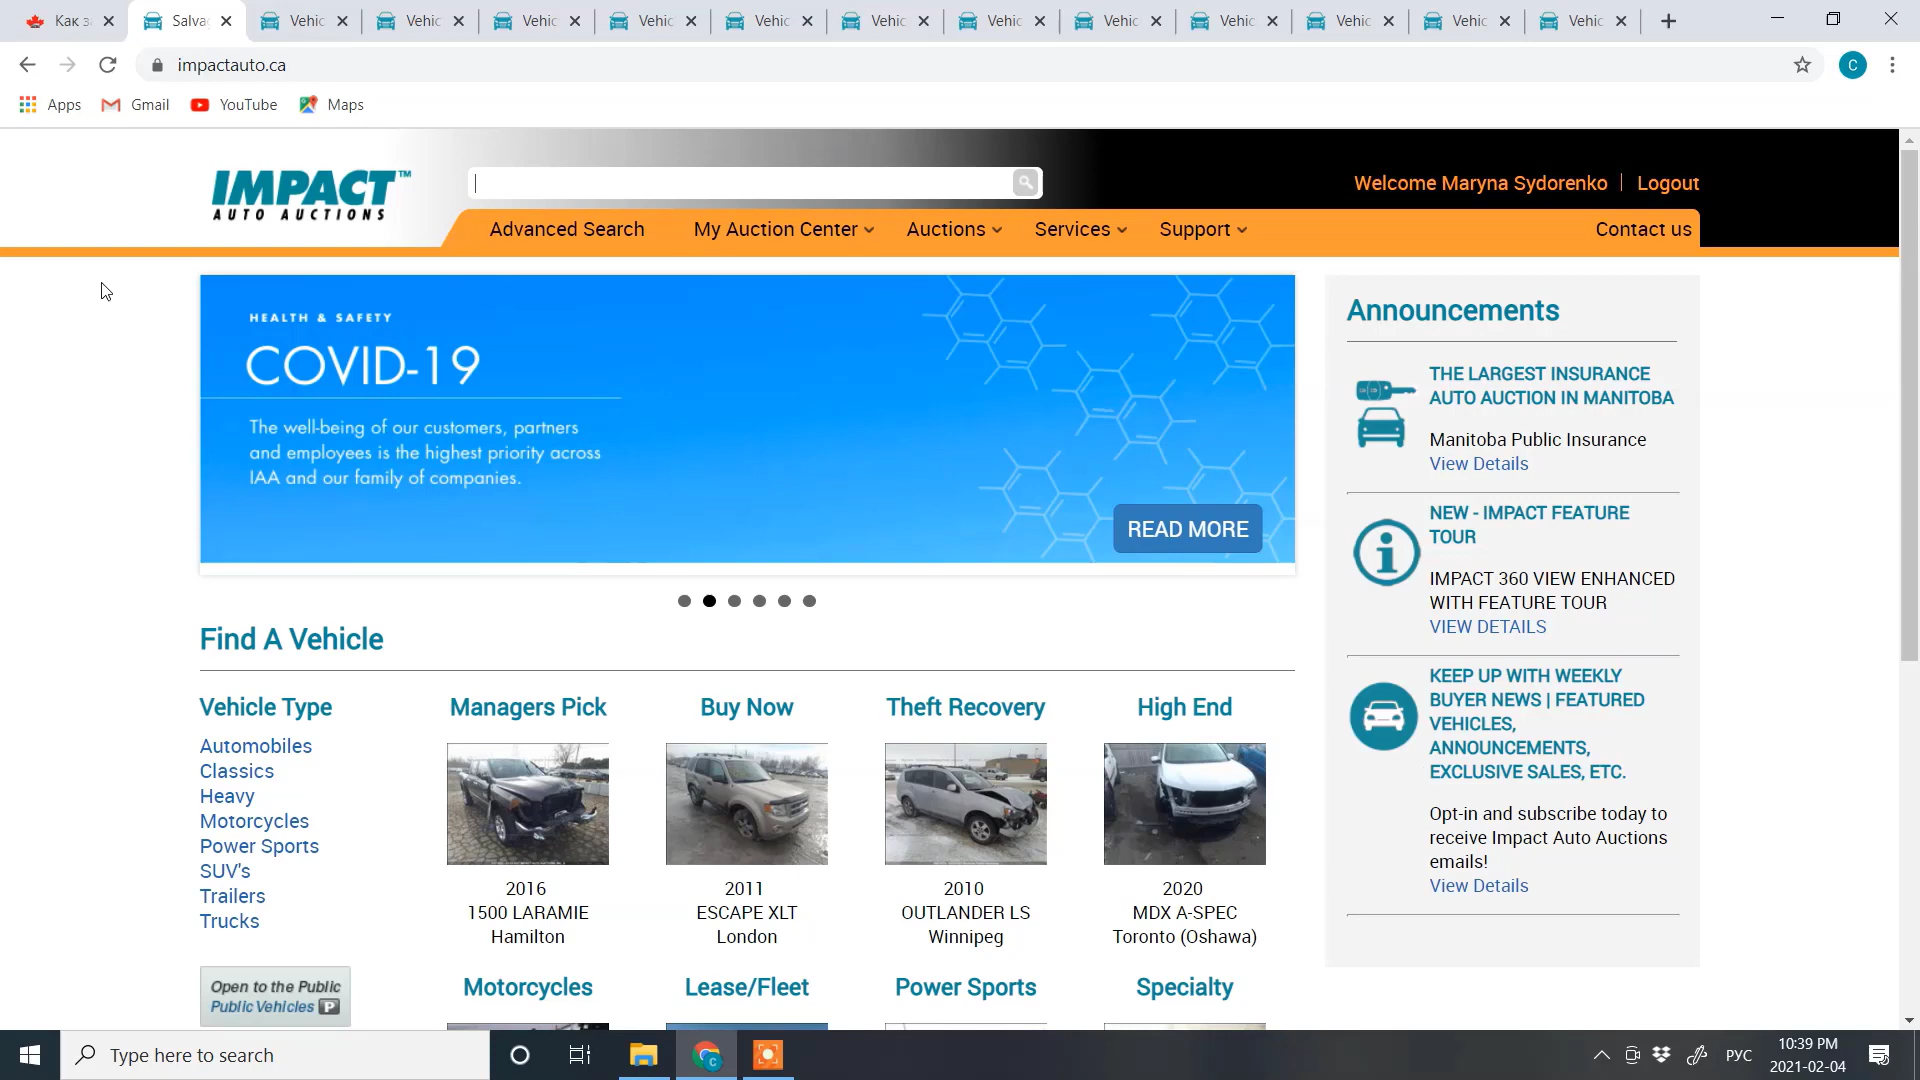 Как за
Salva
Vehic
Vehic
Vehic
Vehic
Vehic
Vehic
Vehic
Vehic
Vehic
Vehic
Vehic
Vehic
impactauto.ca
C
Apps
Gmail
YouTube
Maps
IMPACT™
AUTO AUCTIONS
Welcome Maryna Sydorenko
Logout
Advanced Search
My Auction Center
Auctions
Services
Support
Contact us
HEALTH & SAFETY
COVID-19
The well-being of our customers, partners
and employees is the highest priority across
IAA and our family of companies.
READ MORE
Announcements
THE LARGEST INSURANCE
AUTO AUCTION IN MANITOBA
Manitoba Public Insurance
View Details
NEW - IMPACT FEATURE
TOUR
IMPACT 360 VIEW ENHANCED
WITH FEATURE TOUR
VIEW DETAILS
KEEP UP WITH WEEKLY
BUYER NEWS | FEATURED
VEHICLES,
ANNOUNCEMENTS,
EXCLUSIVE SALES, ETC.
Opt-in and subscribe today to
receive Impact Auto Auctions
emails!
View Details
Find A Vehicle
Vehicle Type
Automobiles
Classics
Heavy
Motorcycles
Power Sports
SUV's
Trailers
Trucks
Open to the Public
Public Vehicles P
Managers Pick
2016
1500 LARAMIE
Hamilton
Buy Now
2011
ESCAPE XLT
London
Theft Recovery
2010
OUTLANDER LS
Winnipeg
High End
2020
MDX A-SPEC
Toronto (Oshawa)
Motorcycles
Lease/Fleet
Power Sports
Specialty
Type here to search
C
РУС
10:39 PM
2021-02-04